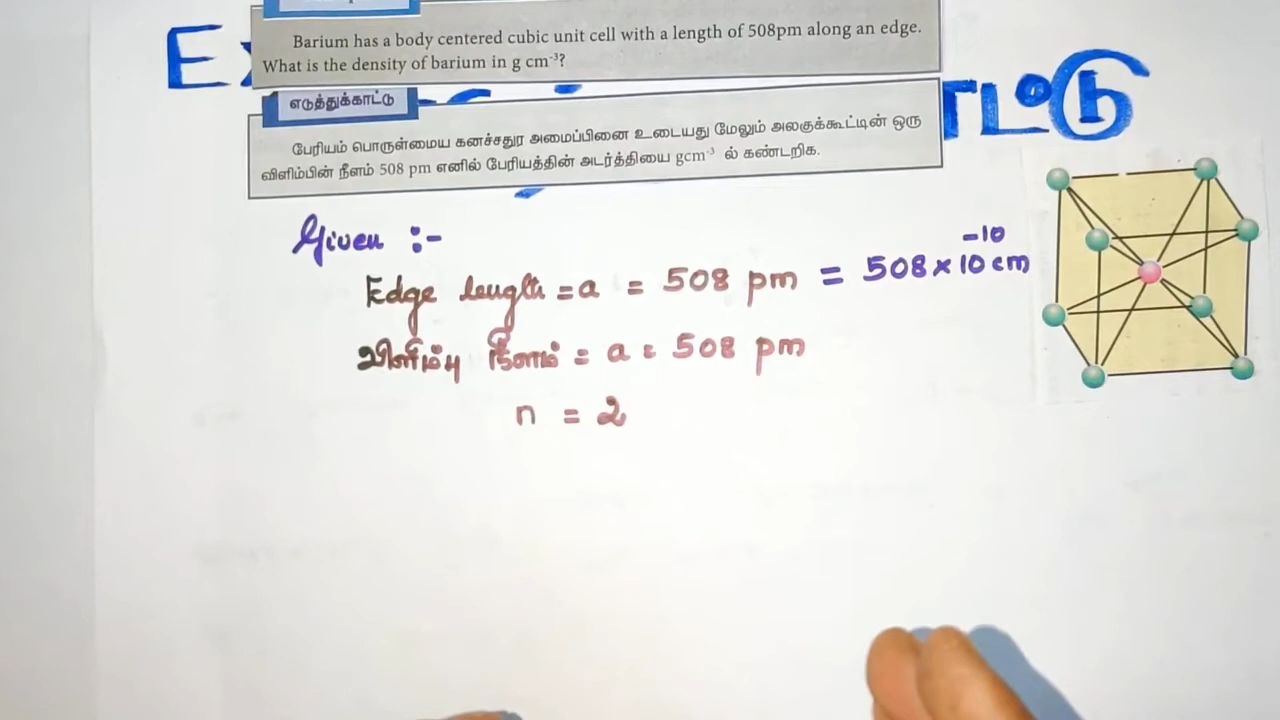 Barium has a body centered cubic unit cell with a length of 508pm along an edge.
What is the density of barium in g cm⁻³?
எடுத்துக்காட்டு
பேரியம் பொருள்மைய கனச்சதுர அமைப்பினை உடையது மேலும் அலகுக்கூட்டின் ஒரு
விளிம்பின் நீளம் 508 pm எனில் பேரியத்தின் அடர்த்தியை gcm⁻³ ல் கண்டறிக.
Given :-
Edge length = a = 508 pm = 508 × 10⁻¹⁰ cm
விளிம்பு நீளம் = a = 508 pm
n = 2